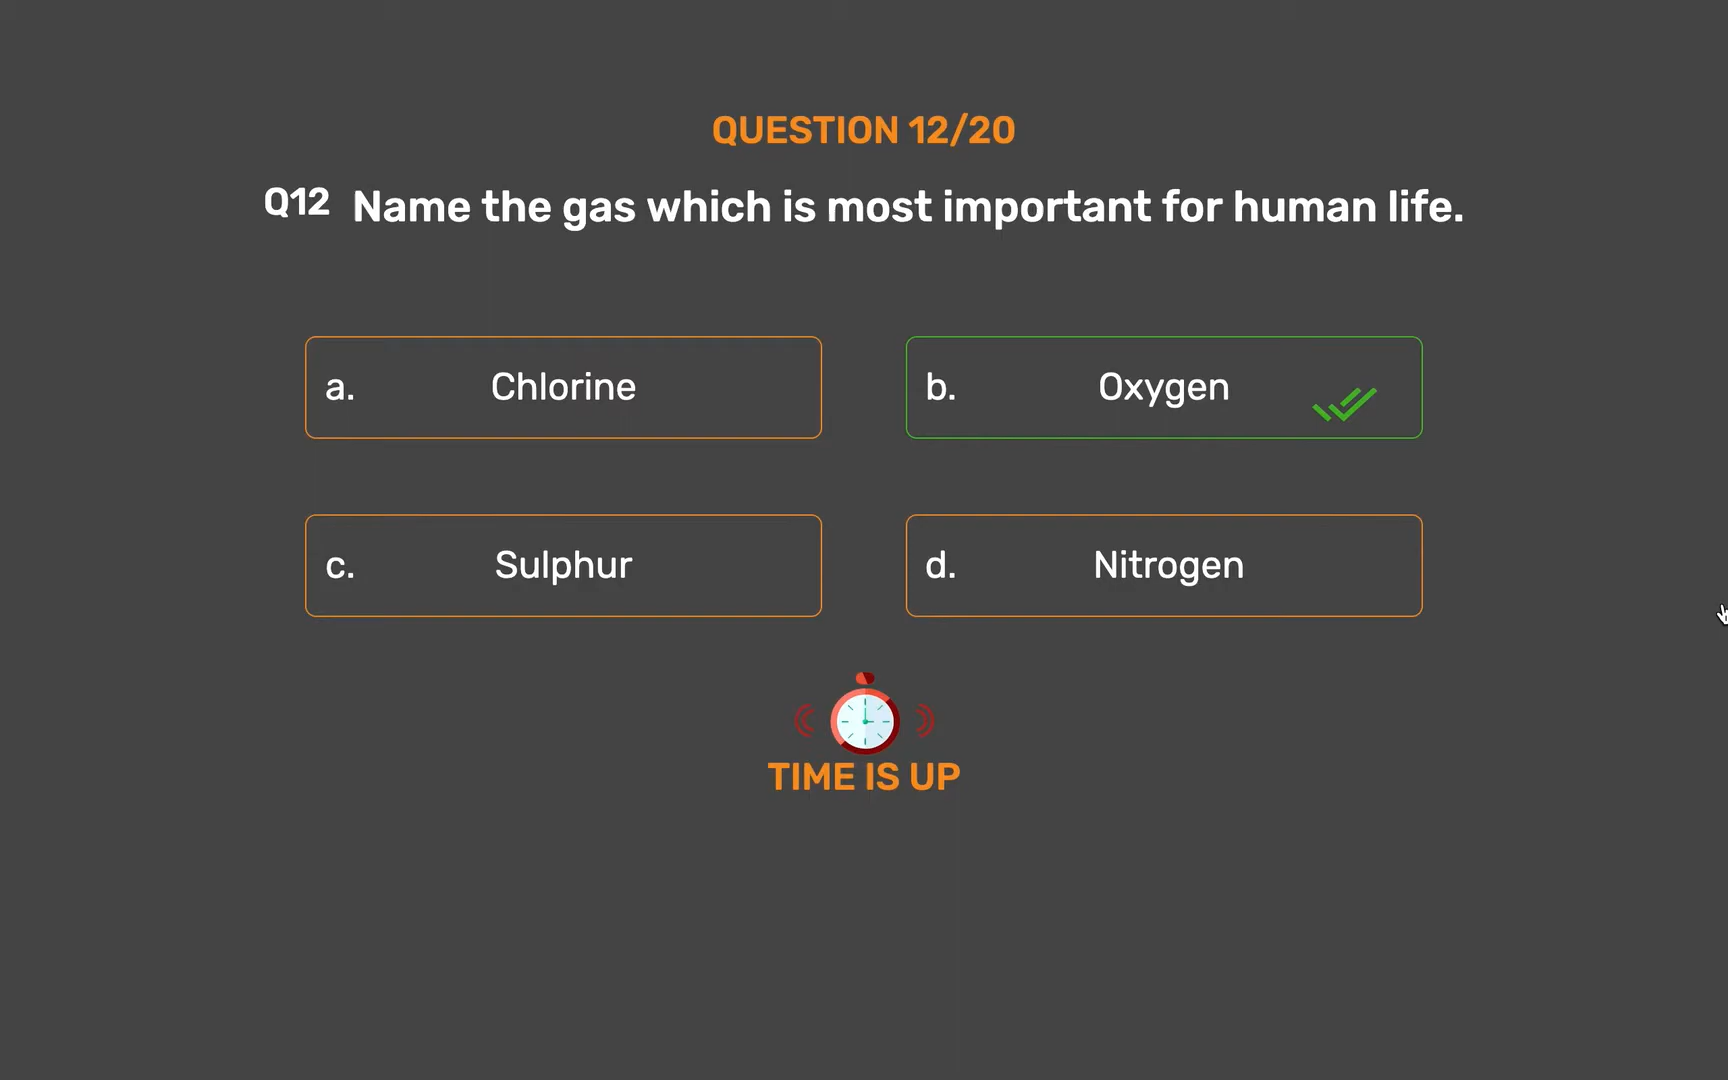 QUESTION 12/20
Q12 Name the gas which is most important for human life.
a. Chlorine
b. Oxygen
c. Sulphur
d. Nitrogen
TIME IS UP